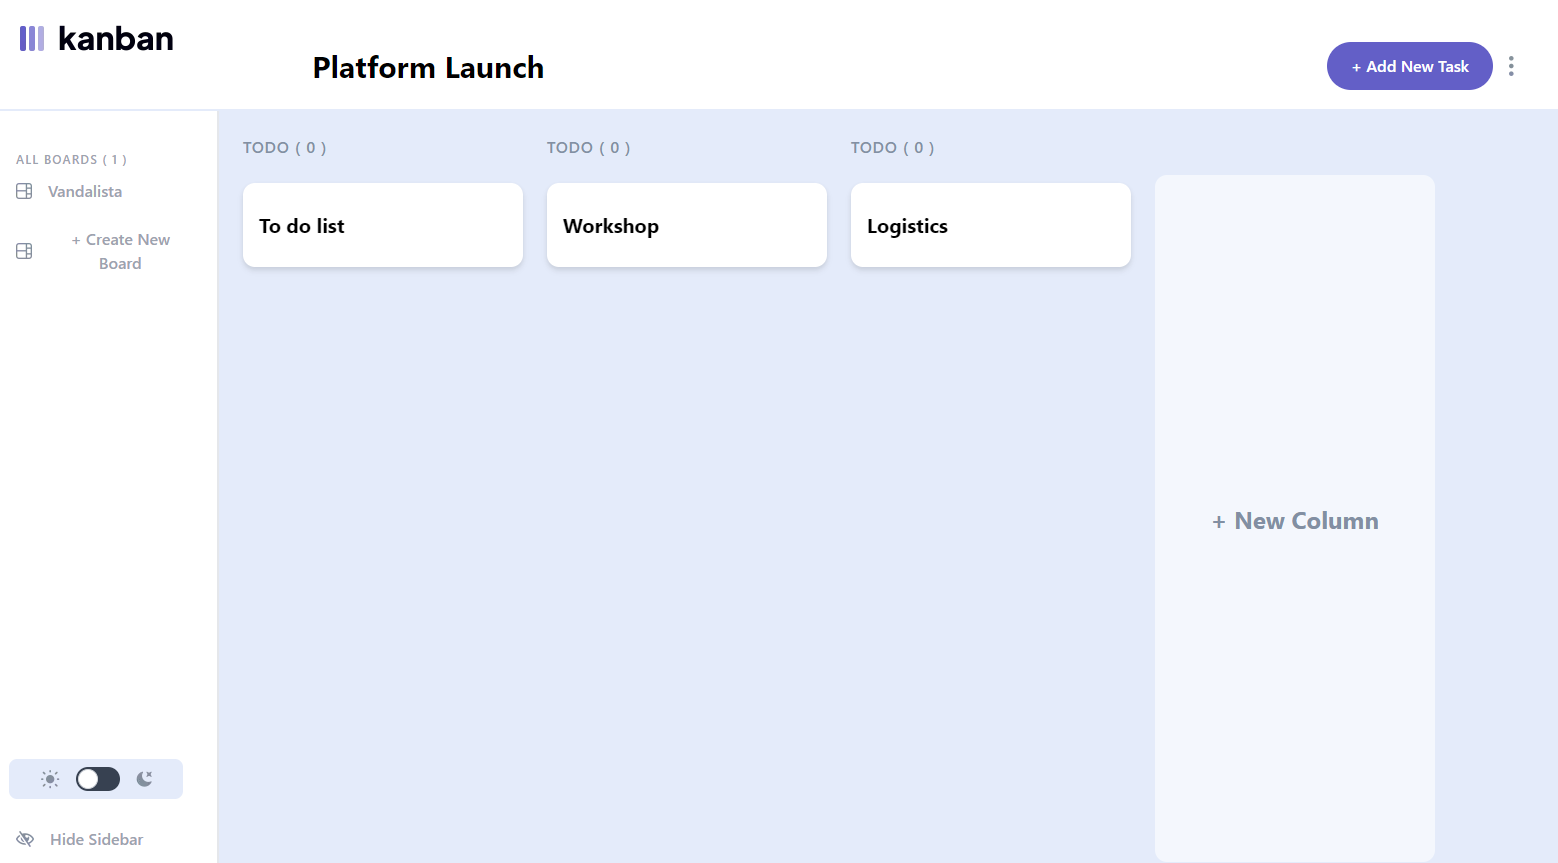 kanban
Platform Launch
+ Add New Task
ALL BOARDS ( 1 )
Vandalista
+ Create New
Board
Hide Sidebar
TODO ( 0 )
To do list
TODO ( 0 )
Workshop
TODO ( 0 )
Logistics
+ New Column